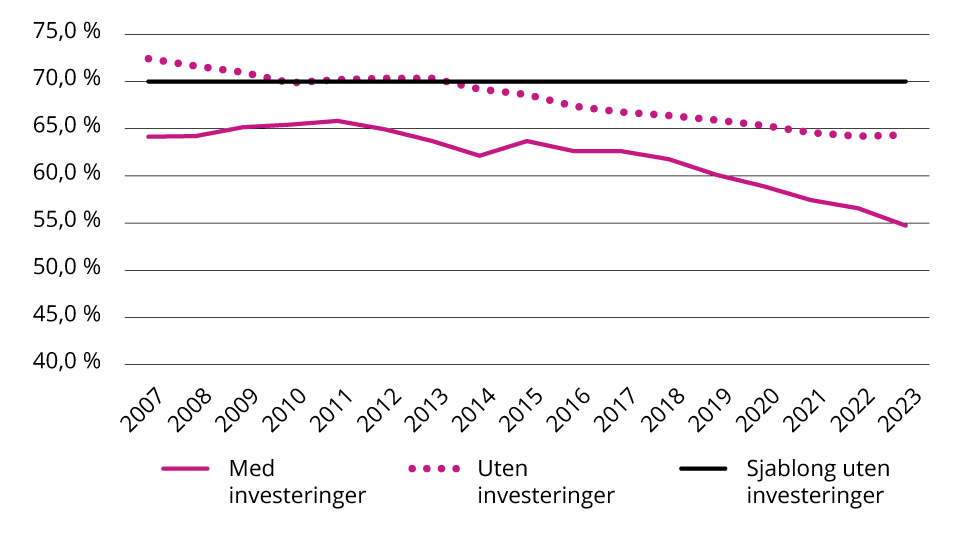 75,0 %
70,0 %
65,0 %
60,0 %
55,0 %
50,0 %
45,0 %
40,0 %
2007 2008 2009 2010 2011 2012 2013 2014 2015 2016 2017 2018 2019 2020 2021 2022 2023
Med
investeringer
Uten
investeringer
Sjablong uten
investeringer